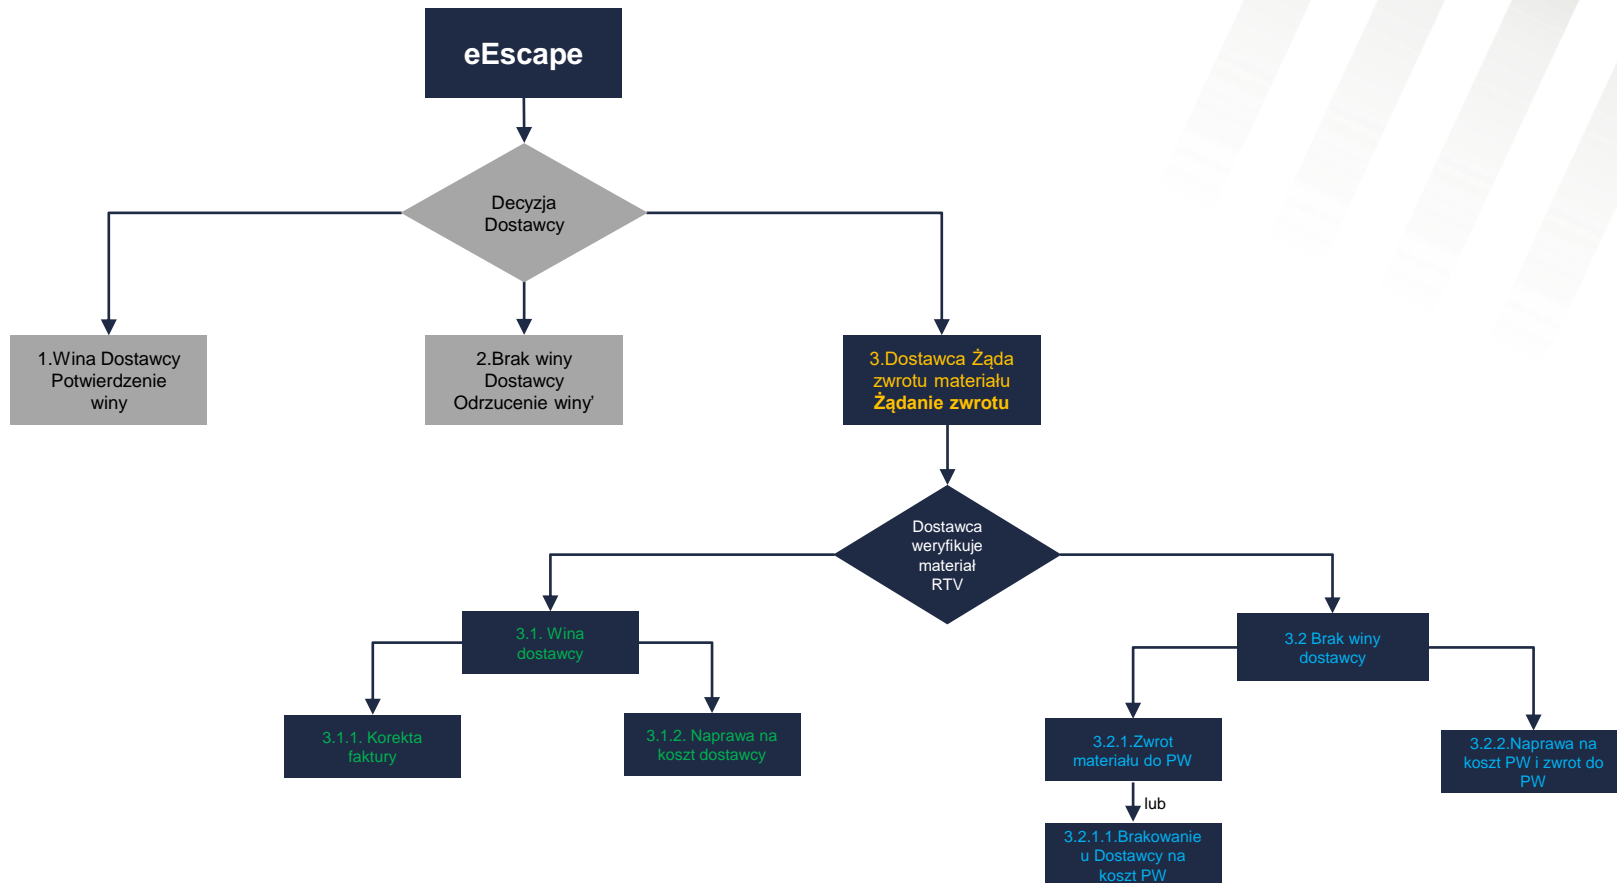 eEscape
Decyzja
Dostawcy
1.Wina Dostawcy
Potwierdzenie
winy
2.Brak winy
Dostawcy
Odrzucenie winy'
3.Dostawca Żąda
zwrotu materiału
Żądanie zwrotu
Dostawca
weryfikuje
materiał
RTV
3.1. Wina
dostawcy
3.2 Brak winy
dostawcy
3.1.1. Korekta
faktury
3.1.2. Naprawa na
koszt dostawcy
3.2.1.Zwrot
materiału do PW
3.2.2.Naprawa na
koszt PW i zwrot do
PW
lub
3.2.1.1.Brakowanie
u Dostawcy na
koszt PW